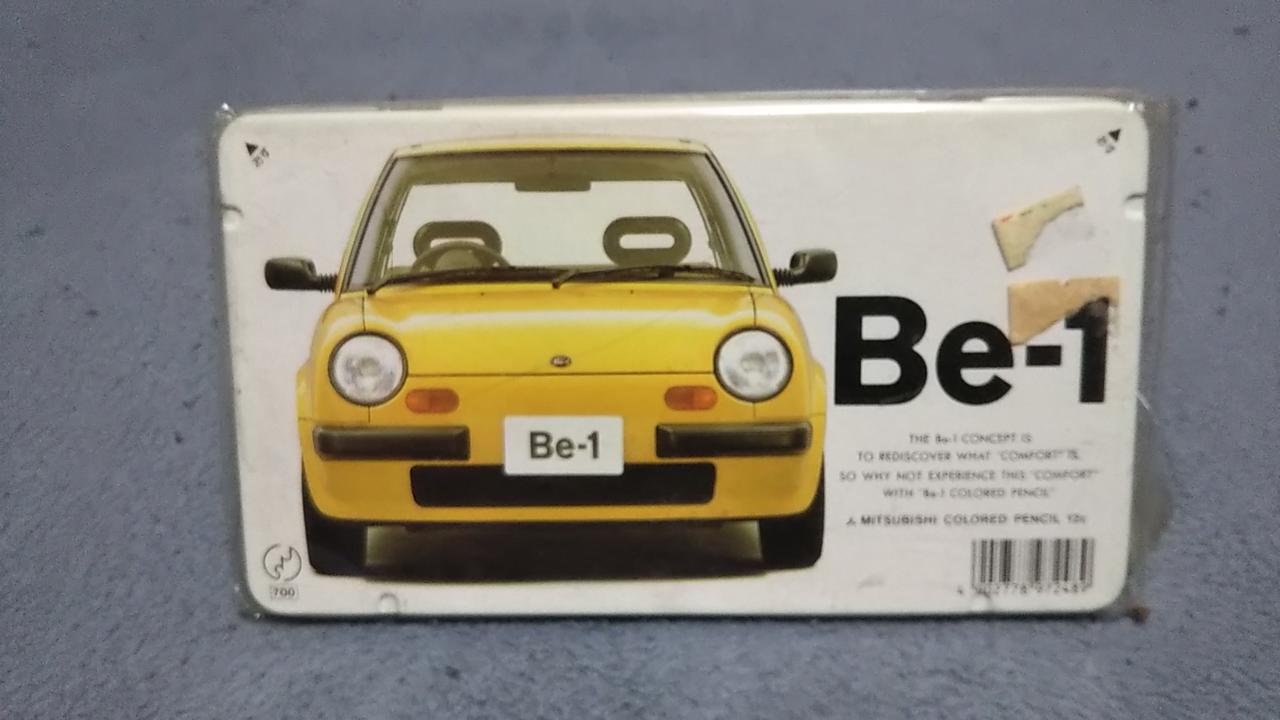 Be-1
Be-1
THE Be-1 CONCEPT IS
TO REDISCOVER WHAT "COMFORT" IS,
SO WHY NOT EXPERIENCE THIS "COMFORT"
WITH "Be-1 COLORED PENCIL"
MITSUBISHI COLORED PENCIL 12c
700